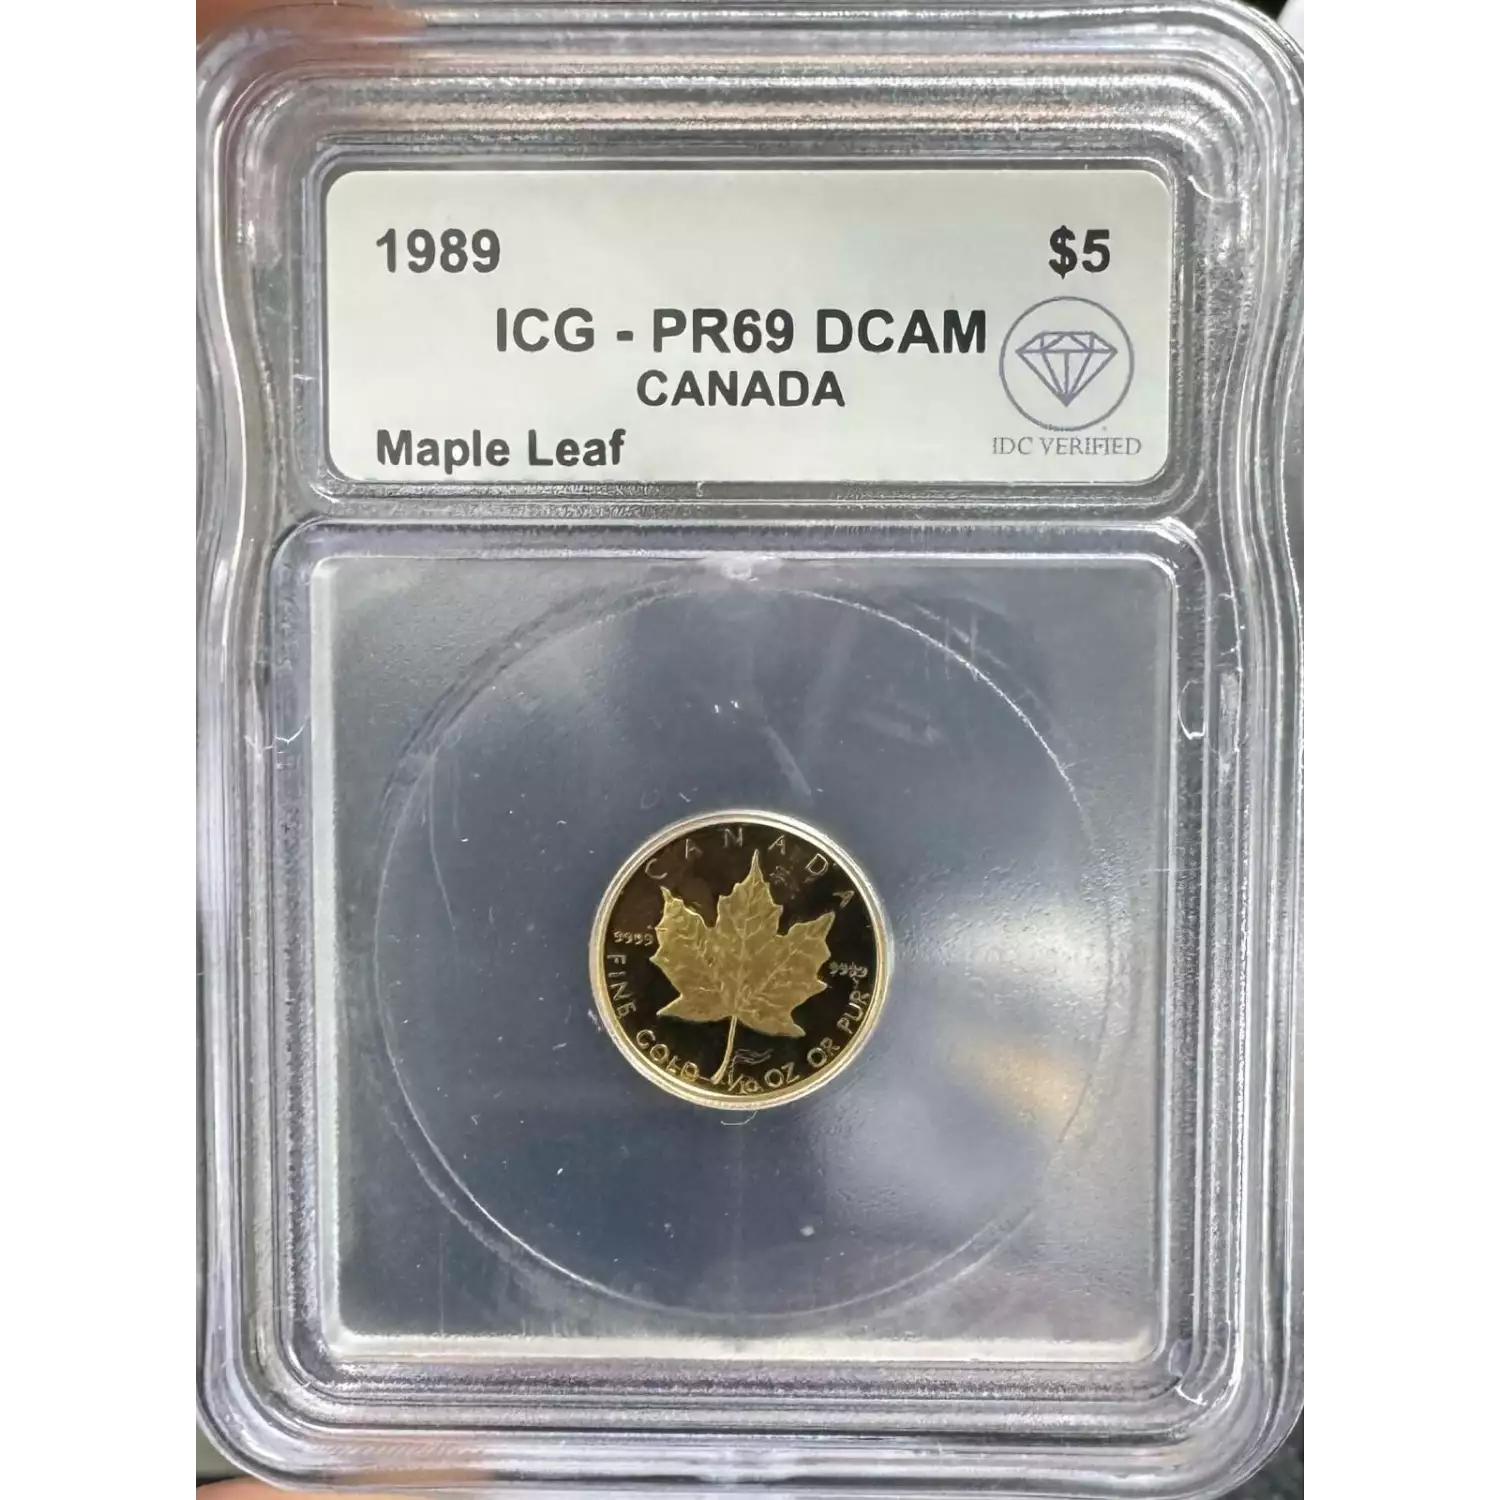 1989 $5
ICG - PR69 DCAM
CANADA
Maple Leaf
IDC VERIFIED
CANADA
9999
9999
FINE GOLD 1/10 OZ OR PUR